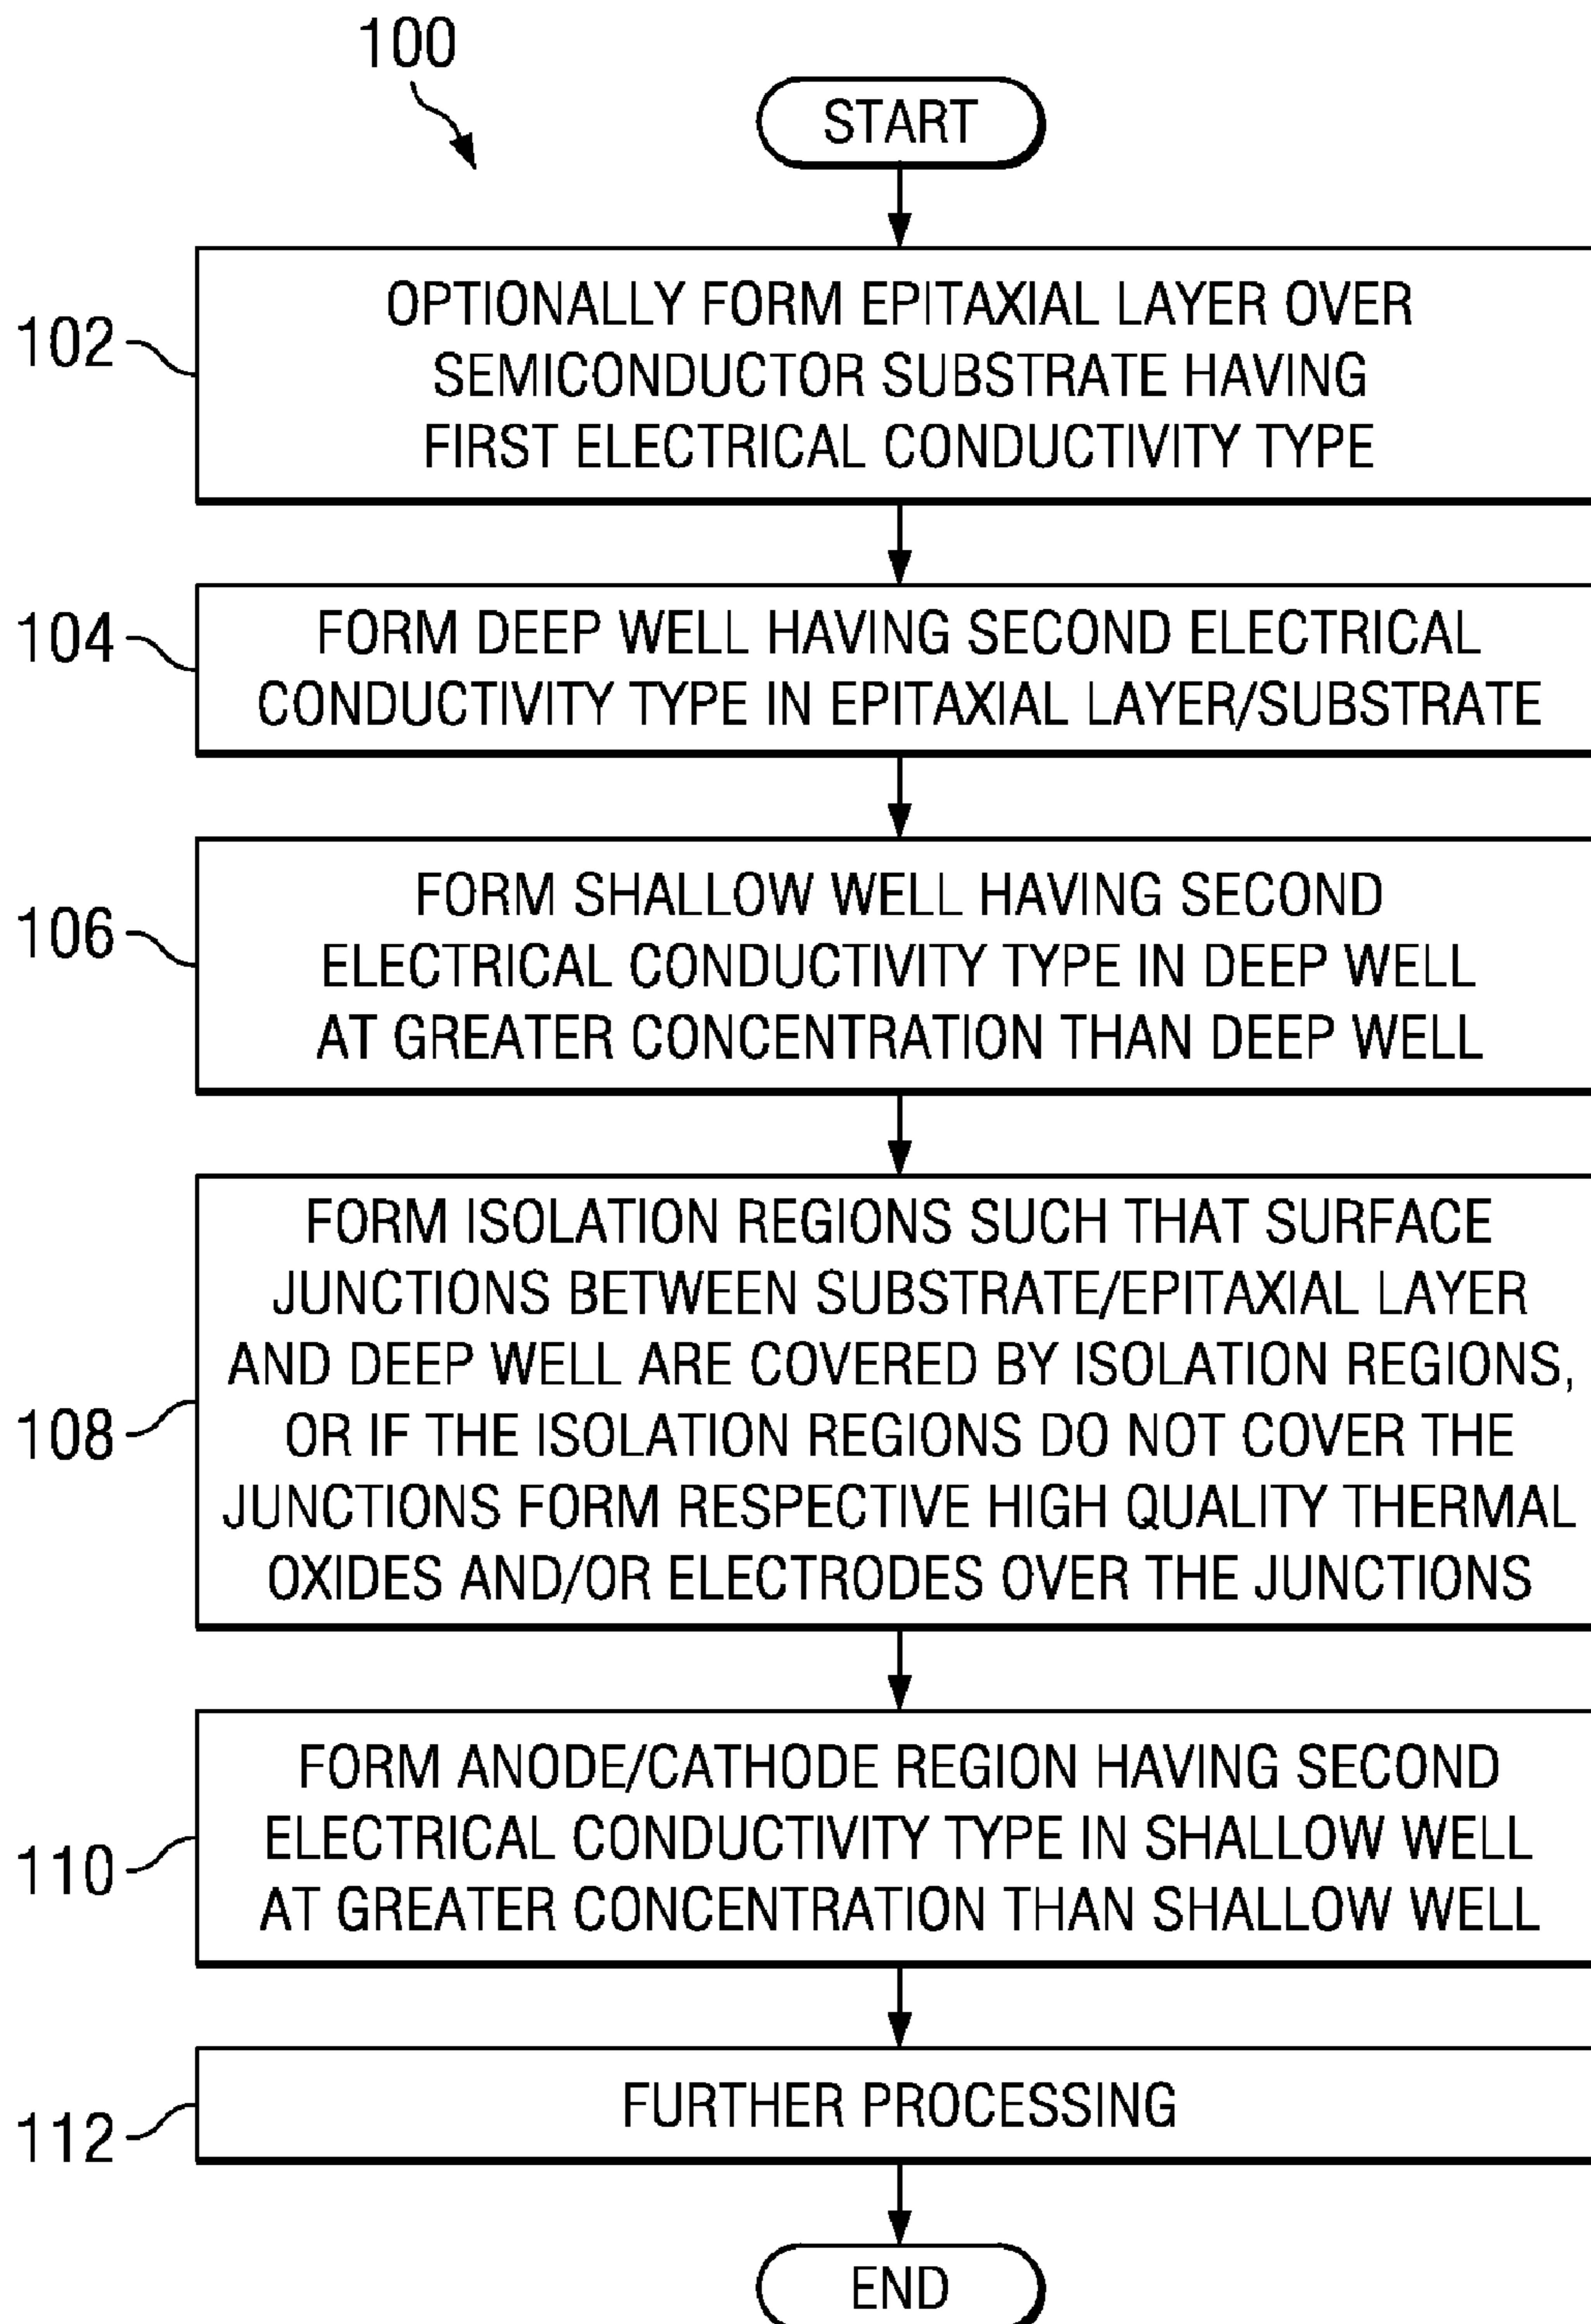 100
START
102
OPTIONALLY FORM EPITAXIAL LAYER OVER
SEMICONDUCTOR SUBSTRATE HAVING
FIRST ELECTRICAL CONDUCTIVITY TYPE
104
FORM DEEP WELL HAVING SECOND ELECTRICAL
CONDUCTIVITY TYPE IN EPITAXIAL LAYER/SUBSTRATE
106
FORM SHALLOW WELL HAVING SECOND
ELECTRICAL CONDUCTIVITY TYPE IN DEEP WELL
AT GREATER CONCENTRATION THAN DEEP WELL
108
FORM ISOLATION REGIONS SUCH THAT SURFACE
JUNCTIONS BETWEEN SUBSTRATE/EPITAXIAL LAYER
AND DEEP WELL ARE COVERED BY ISOLATION REGIONS,
OR IF THE ISOLATION REGIONS DO NOT COVER THE
JUNCTIONS FORM RESPECTIVE HIGH QUALITY THERMAL
OXIDES AND/OR ELECTRODES OVER THE JUNCTIONS
110
FORM ANODE/CATHODE REGION HAVING SECOND
ELECTRICAL CONDUCTIVITY TYPE IN SHALLOW WELL
AT GREATER CONCENTRATION THAN SHALLOW WELL
112
FURTHER PROCESSING
END